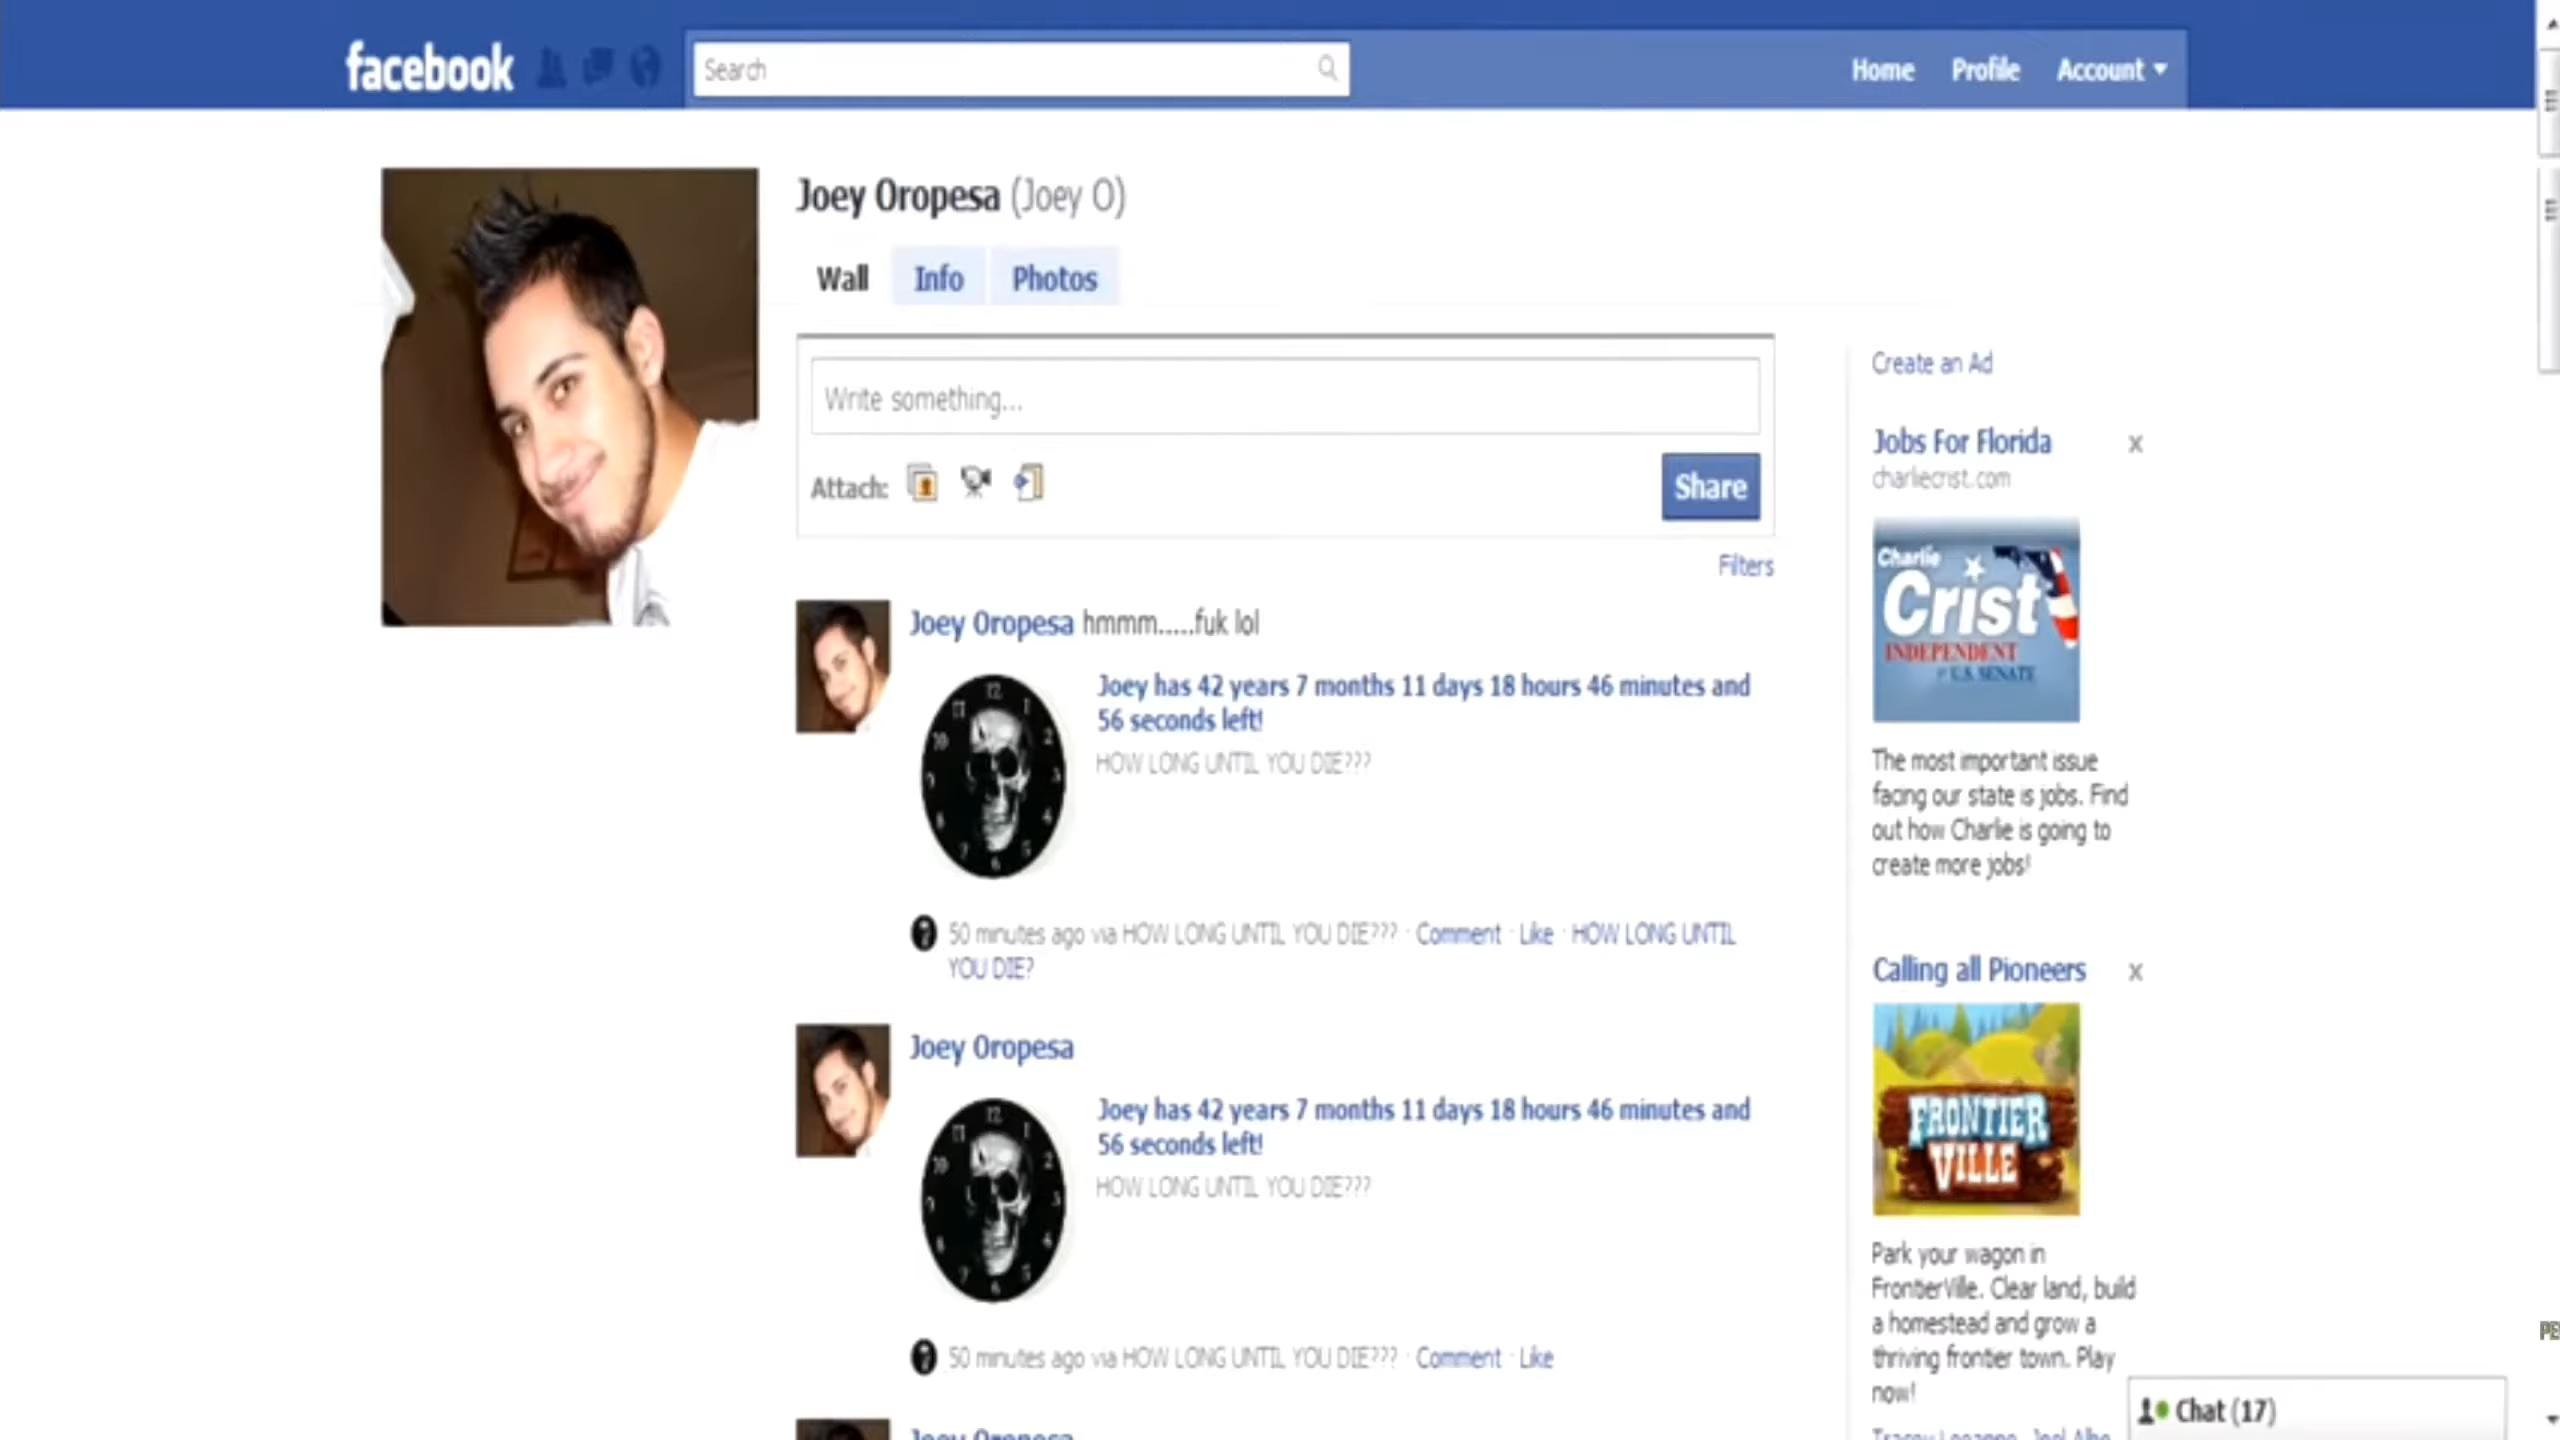 facebook
Search
Home Profile Account
Joey Oropesa (Joey O)
Wall Info Photos
Write something...
Attach:
Share
Filters
Joey Oropesa hmmm.....fuk lol
Joey has 42 years 7 months 11 days 18 hours 46 minutes and
56 seconds left!
HOW LONG UNTIL YOU DIE???
50 minutes ago via HOW LONG UNTIL YOU DIE??? · Comment · Like · HOW LONG UNTIL
YOU DIE?
Joey Oropesa
Joey has 42 years 7 months 11 days 18 hours 46 minutes and
56 seconds left!
HOW LONG UNTIL YOU DIE???
50 minutes ago via HOW LONG UNTIL YOU DIE??? · Comment · Like
Joey Oropesa
Create an Ad
Jobs For Florida x
charliecrist.com
Charlie
Crist
INDEPENDENT
U.S. SENATE
The most important issue
facing our state is jobs. Find
out how Charlie is going to
create more jobs!
Calling all Pioneers x
FRONTIER
VILLE
Park your wagon in
FrontierVille. Clear land, build
a homestead and grow a
thriving frontier town. Play
now!
Chat (17)